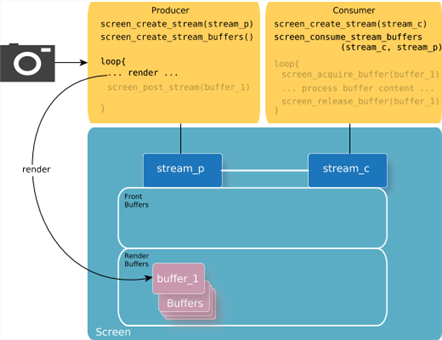 Producer
screen_create_stream(stream_p)
screen_create_stream_buffers()
loop{
... render ...
screen_post_stream(buffer_1)
}
Consumer
screen_create_stream(stream_c)
screen_consume_stream_buffers
(stream_c, stream_p)
loop{
screen_acquire_buffer(buffer_1)
... process buffer content ...
screen_release_buffer(buffer_1)
}
render
stream_p
stream_c
Front
Buffers
Render
Buffers
buffer_1
Buffers
Screen